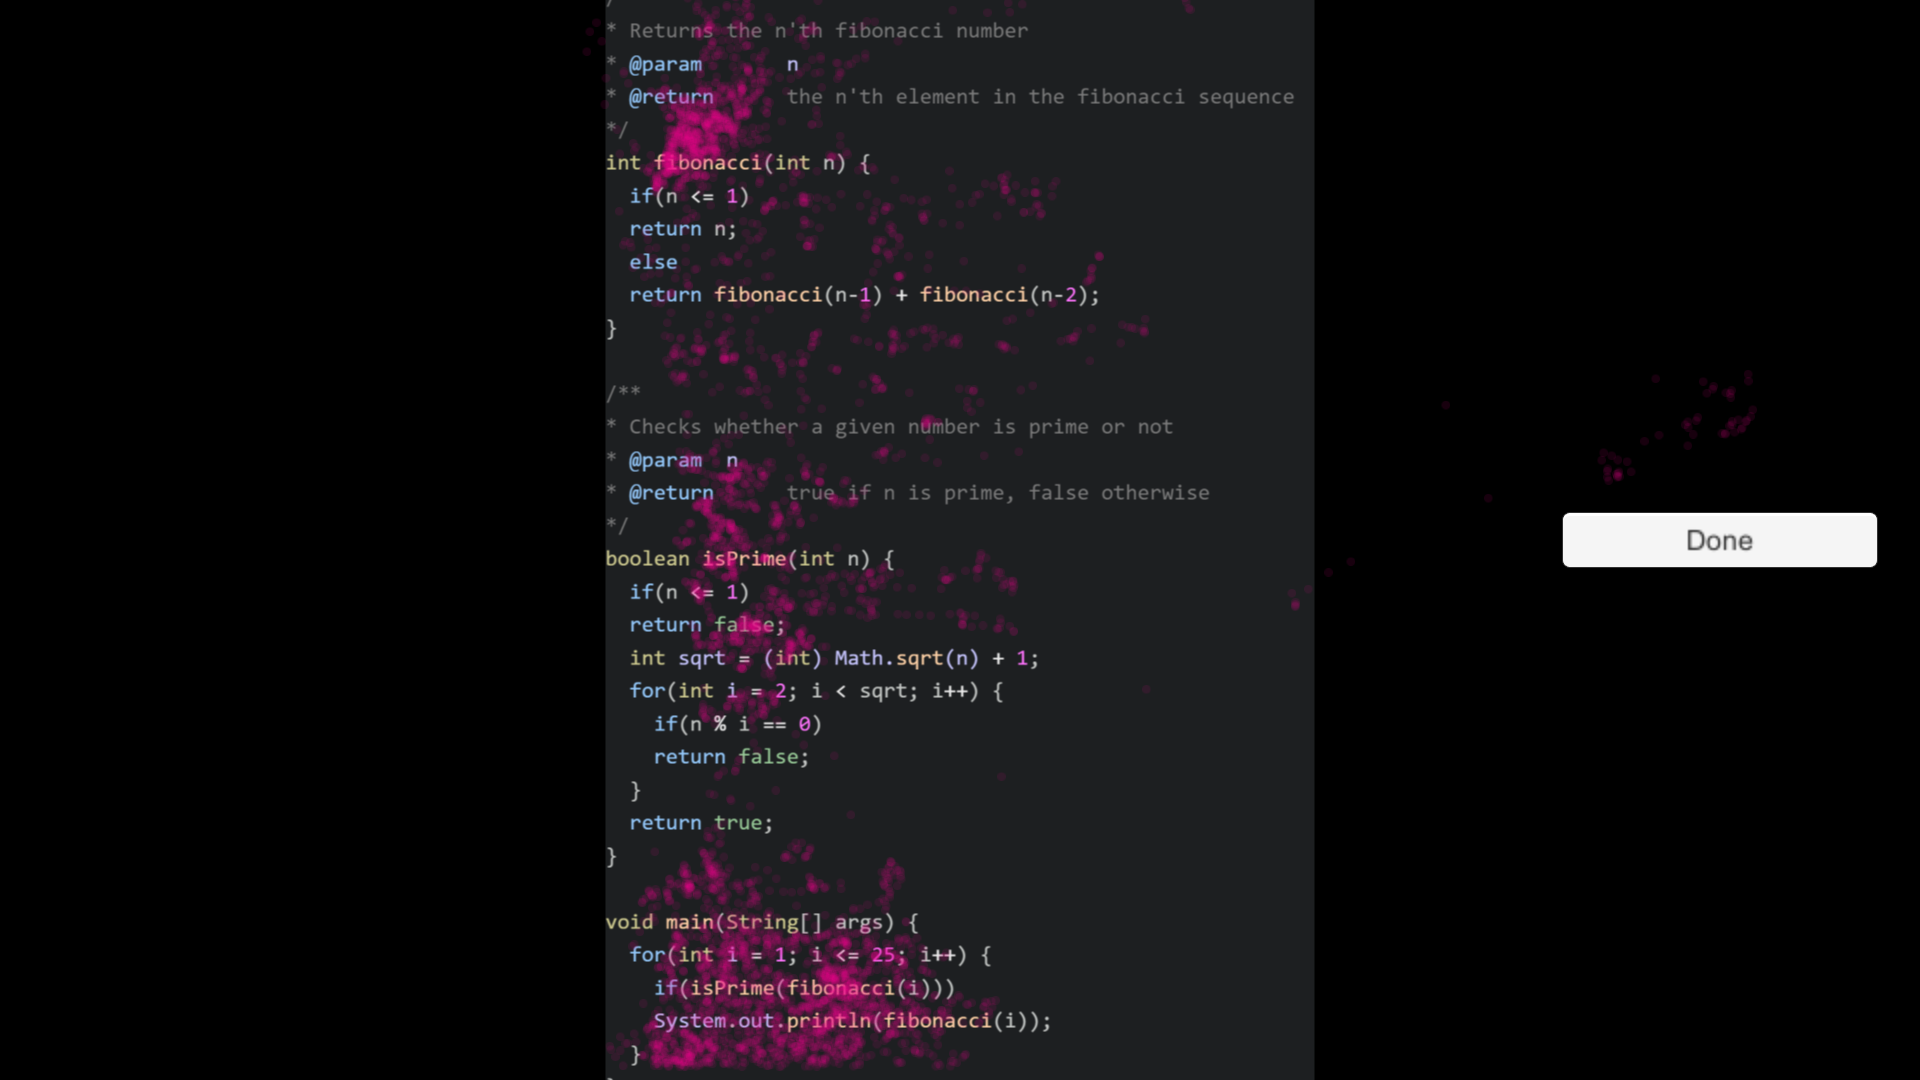 /
* Returns the n'th fibonacci number
* @param       n
* @return      the n'th element in the fibonacci sequence
*/
int fibonacci(int n) {
  if(n <= 1)
  return n;
  else
  return fibonacci(n-1) + fibonacci(n-2);
}

/**
* Checks whether a given number is prime or not
* @param  n
* @return      true if n is prime, false otherwise
*/
boolean isPrime(int n) {
  if(n <= 1)
  return false;
  int sqrt = (int) Math.sqrt(n) + 1;
  for(int i = 2; i < sqrt; i++) {
    if(n % i == 0)
    return false;
  }
  return true;
}

void main(String[] args) {
  for(int i = 1; i <= 25; i++) {
    if(isPrime(fibonacci(i)))
    System.out.println(fibonacci(i));
  }
Done